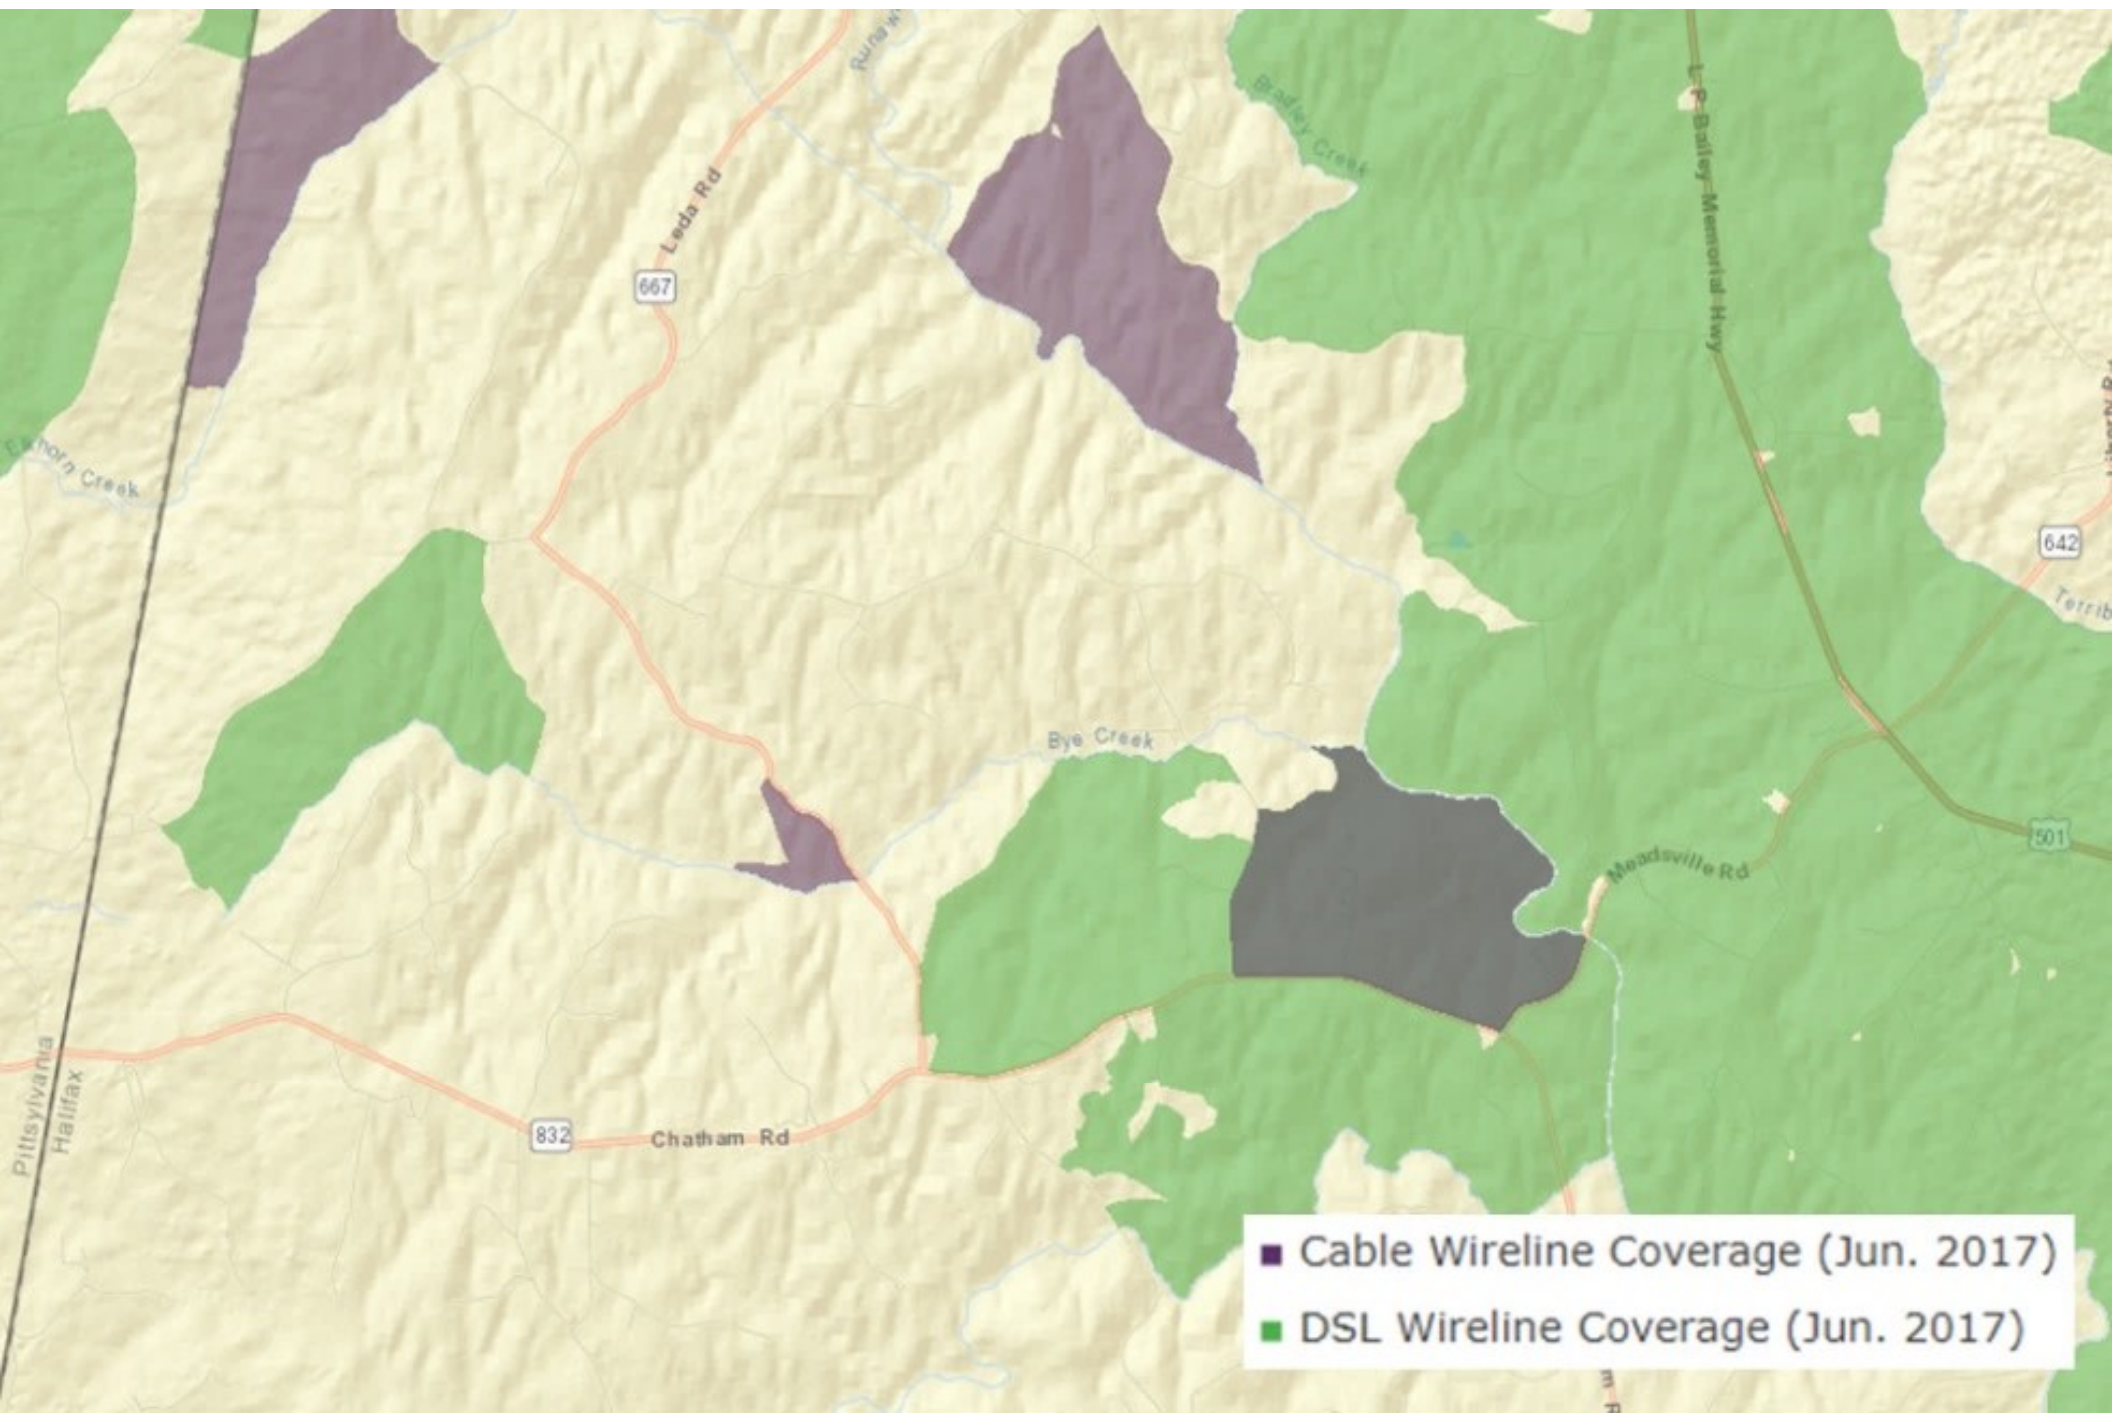 Bradley Creek
L P Bailey Memorial Hwy
Leda Rd
667
Elkhorn Creek
642
Bye Creek
501
Meadsville Rd
Pittsylvania
Halifax
832
Chatham Rd
Cable Wireline Coverage (Jun. 2017)
DSL Wireline Coverage (Jun. 2017)